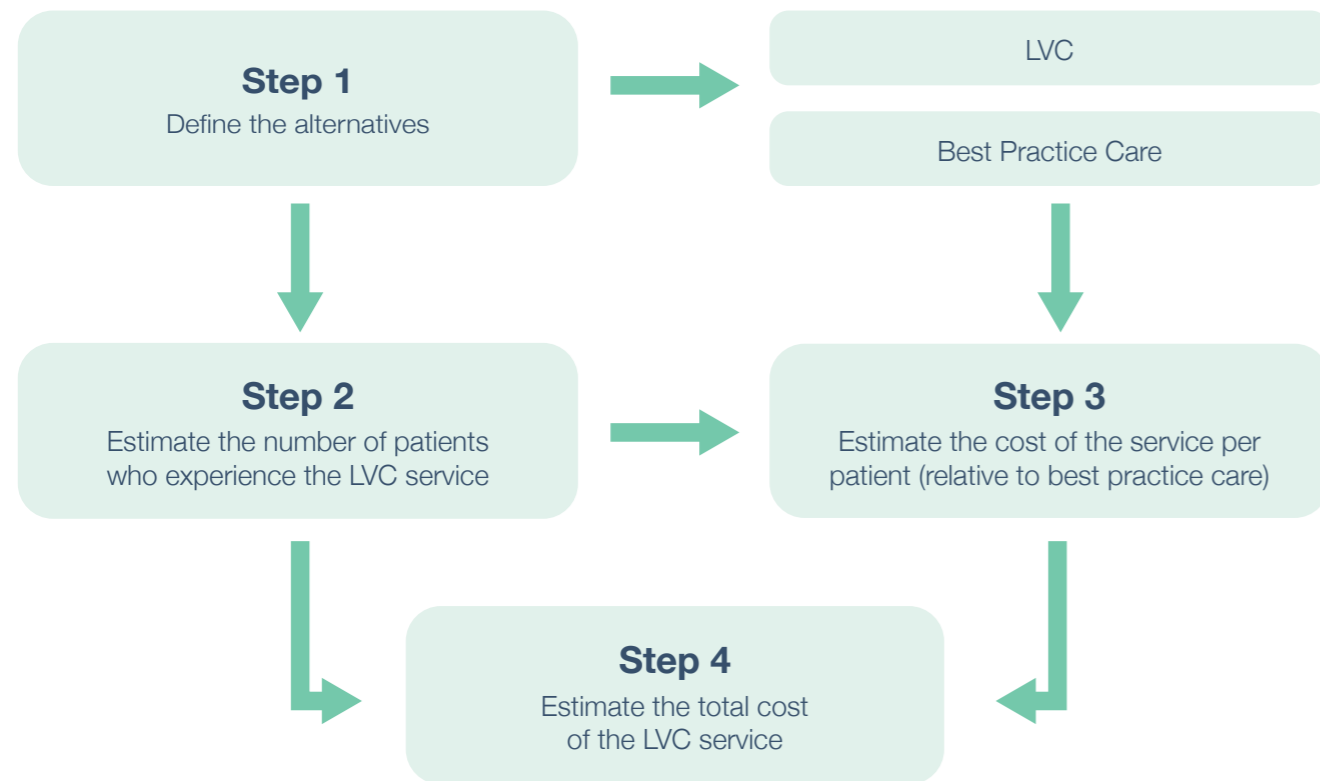 Step 1
Define the alternatives
LVC
Best Practice Care
Step 2
Estimate the number of patients
who experience the LVC service
Step 3
Estimate the cost of the service per
patient (relative to best practice care)
Step 4
Estimate the total cost
of the LVC service